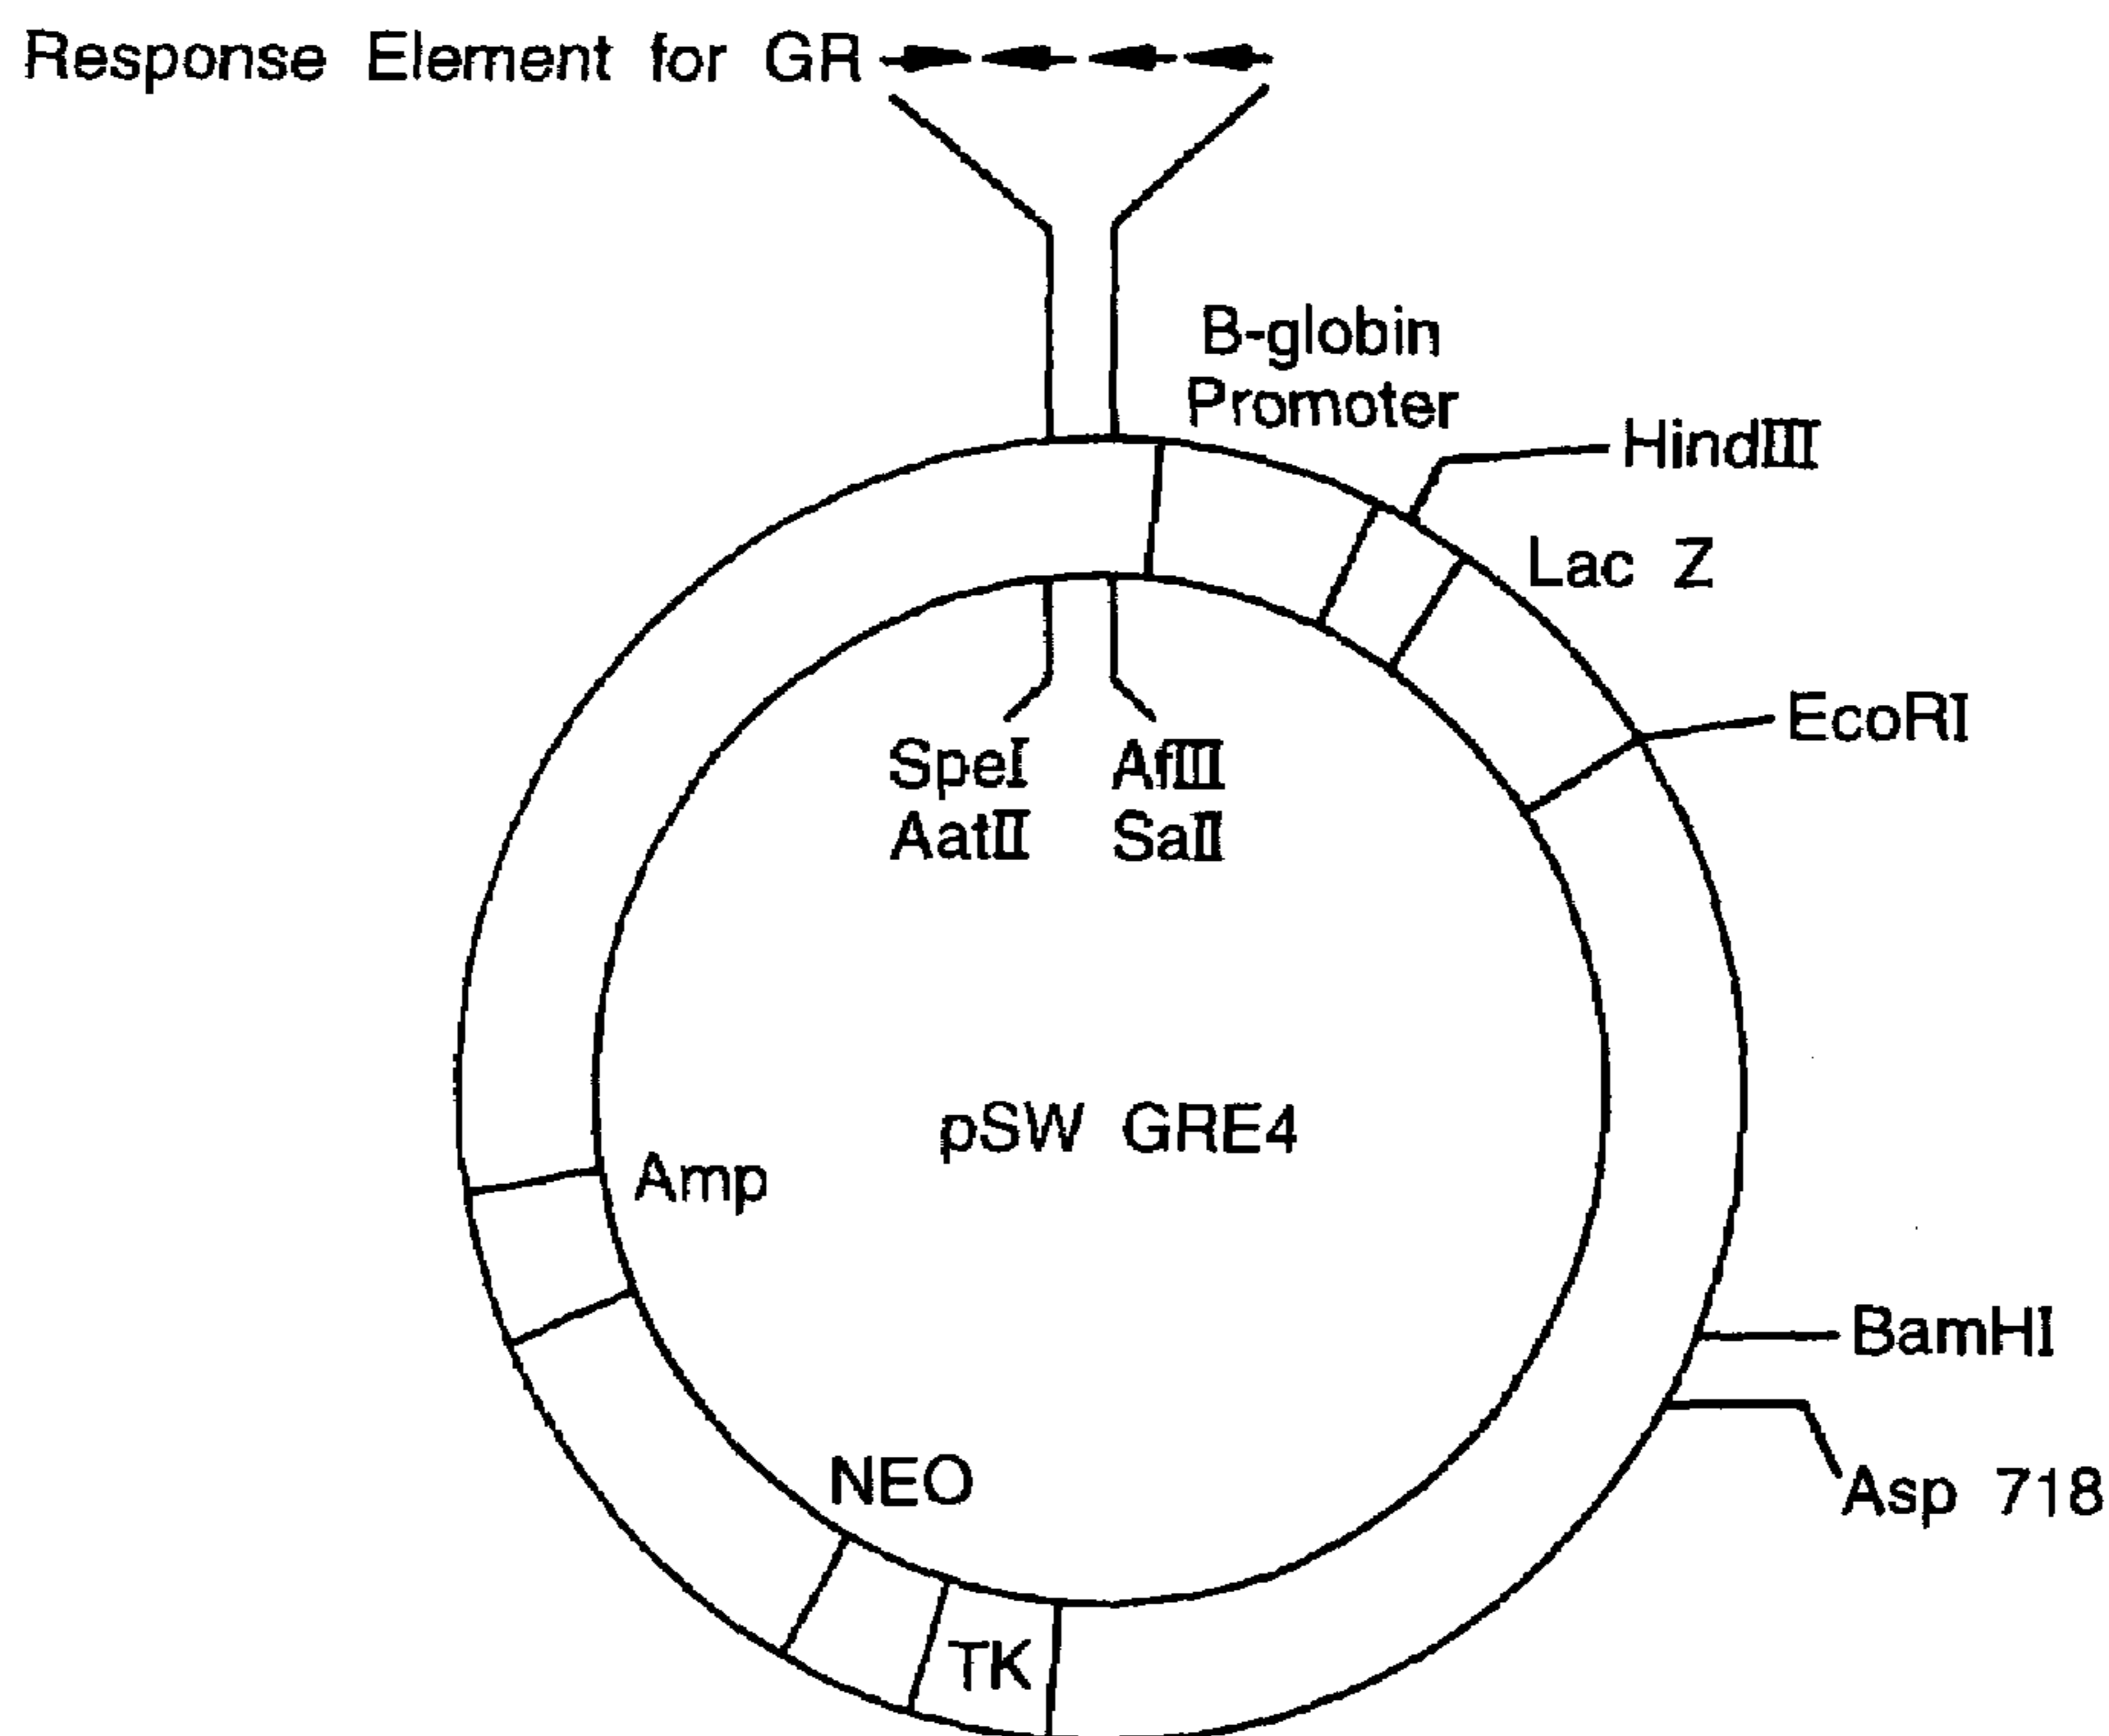 Response Element for GR
B-globin
Promoter
HindIII
Lac Z
EcoRI
SpeI AflII
AatII SalI
pSW GRE4
Amp
BamHI
NEO
Asp 718
TK